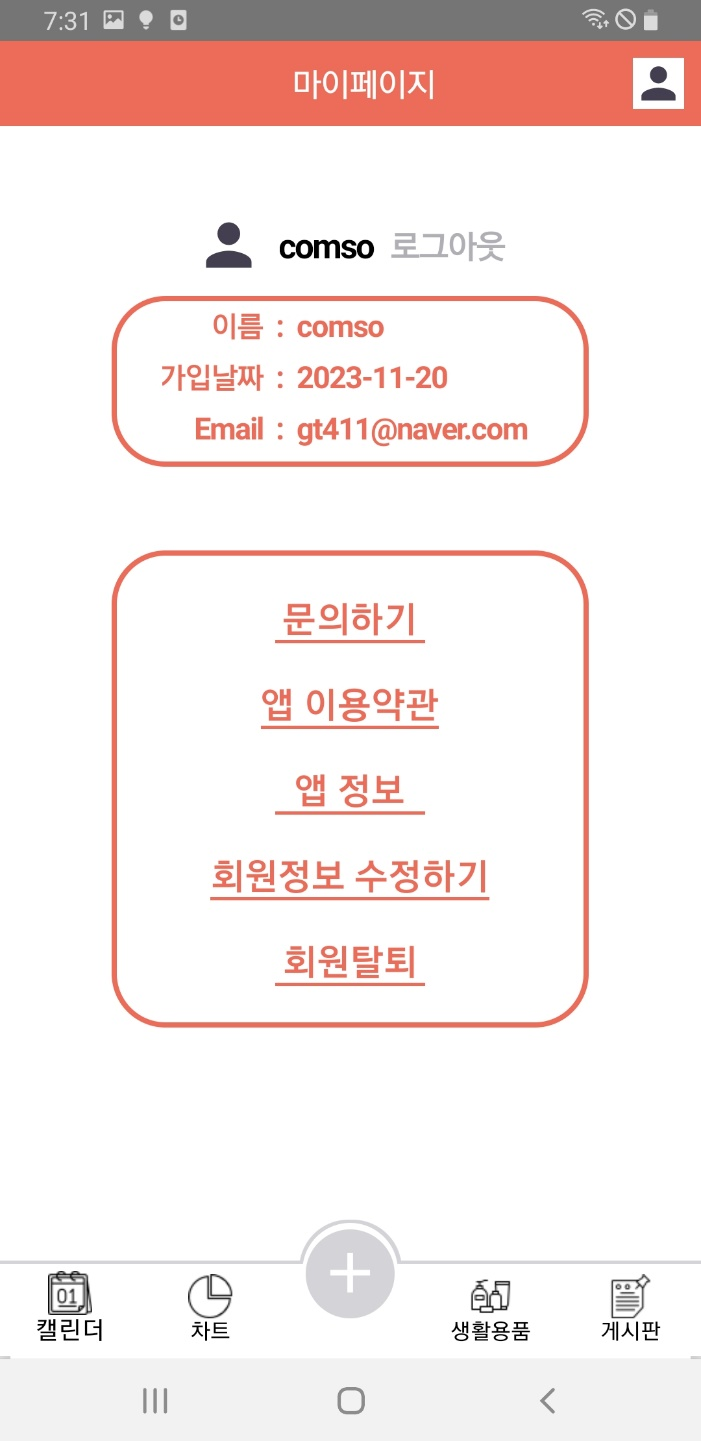 7:31
마이페이지
comso 로그아웃
이름 : comso
가입날짜 : 2023-11-20
Email : gt411@naver.com
문의하기
앱 이용약관
앱 정보
회원정보 수정하기
회원탈퇴
01
캘린더 차트 생활용품 게시판